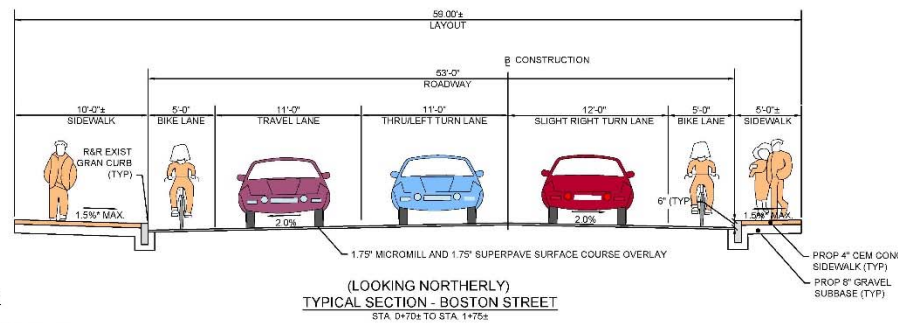 59.00'±
LAYOUT
B CONSTRUCTION
53'-0"
ROADWAY
10'-0"±
SIDEWALK
5'-0"
BIKE LANE
11'-0"
TRAVEL LANE
11'-0"
THRU/LEFT TURN LANE
12'-0"
SLIGHT RIGHT TURN LANE
5'-0"
BIKE LANE
5'-0"±
SIDEWALK
R&R EXIST
GRAN CURB
(TYP)
6" (TYP)
1.5%* MAX.
2.0%
2.0%
1.5%* MAX.
1.75" MICROMILL AND 1.75" SUPERPAVE SURFACE COURSE OVERLAY
PROP 4" CEM CONC
SIDEWALK (TYP)
PROP 8" GRAVEL
SUBBASE (TYP)
(LOOKING NORTHERLY)
TYPICAL SECTION - BOSTON STREET
STA. 0+70± TO STA. 1+75±